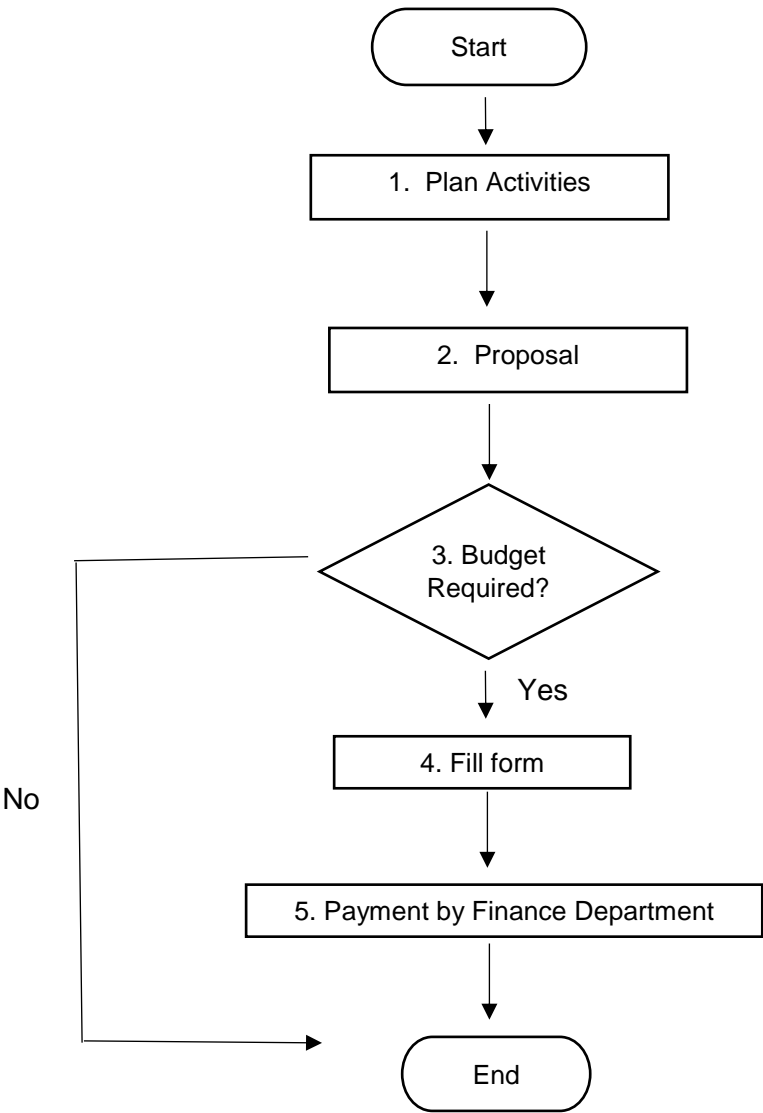 Start
1. Plan Activities
2. Proposal
3. Budget
Required?
Yes
4. Fill form
No
5. Payment by Finance Department
End